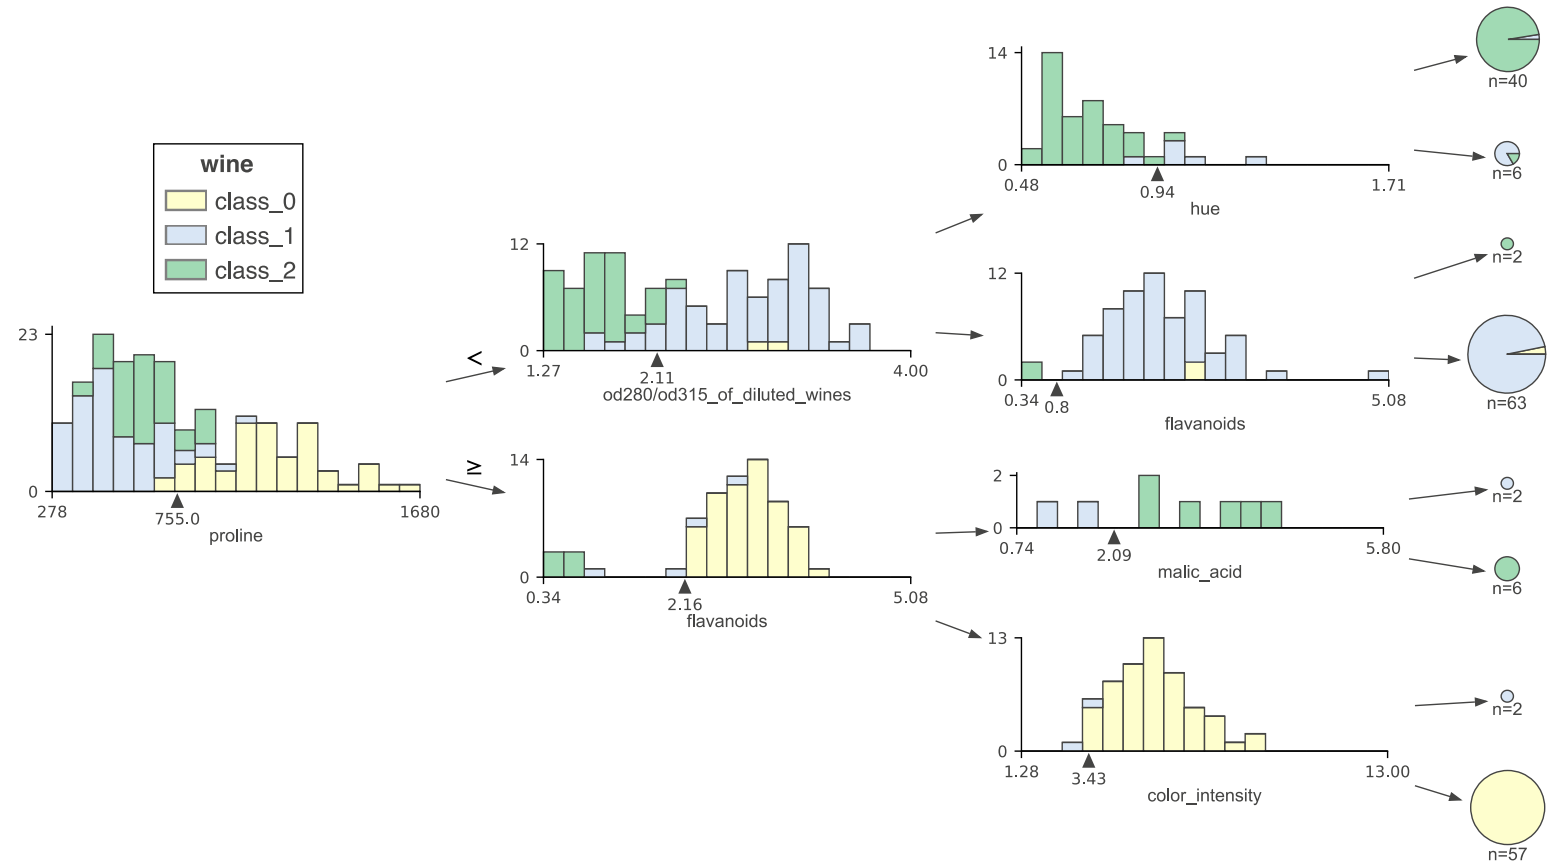 wine
class_0
class_1
class_2
23
0
278
755.0
1680
proline
<
≥
12
0
1.27
2.11
4.00
od280/od315_of_diluted_wines
14
0
0.34
2.16
5.08
flavanoids
14
0
0.48
0.94
1.71
hue
12
0
0.34
0.8
5.08
flavanoids
2
0
0.74
2.09
5.80
malic_acid
13
0
1.28
3.43
13.00
color_intensity
n=40
n=6
n=2
n=63
n=2
n=6
n=2
n=57